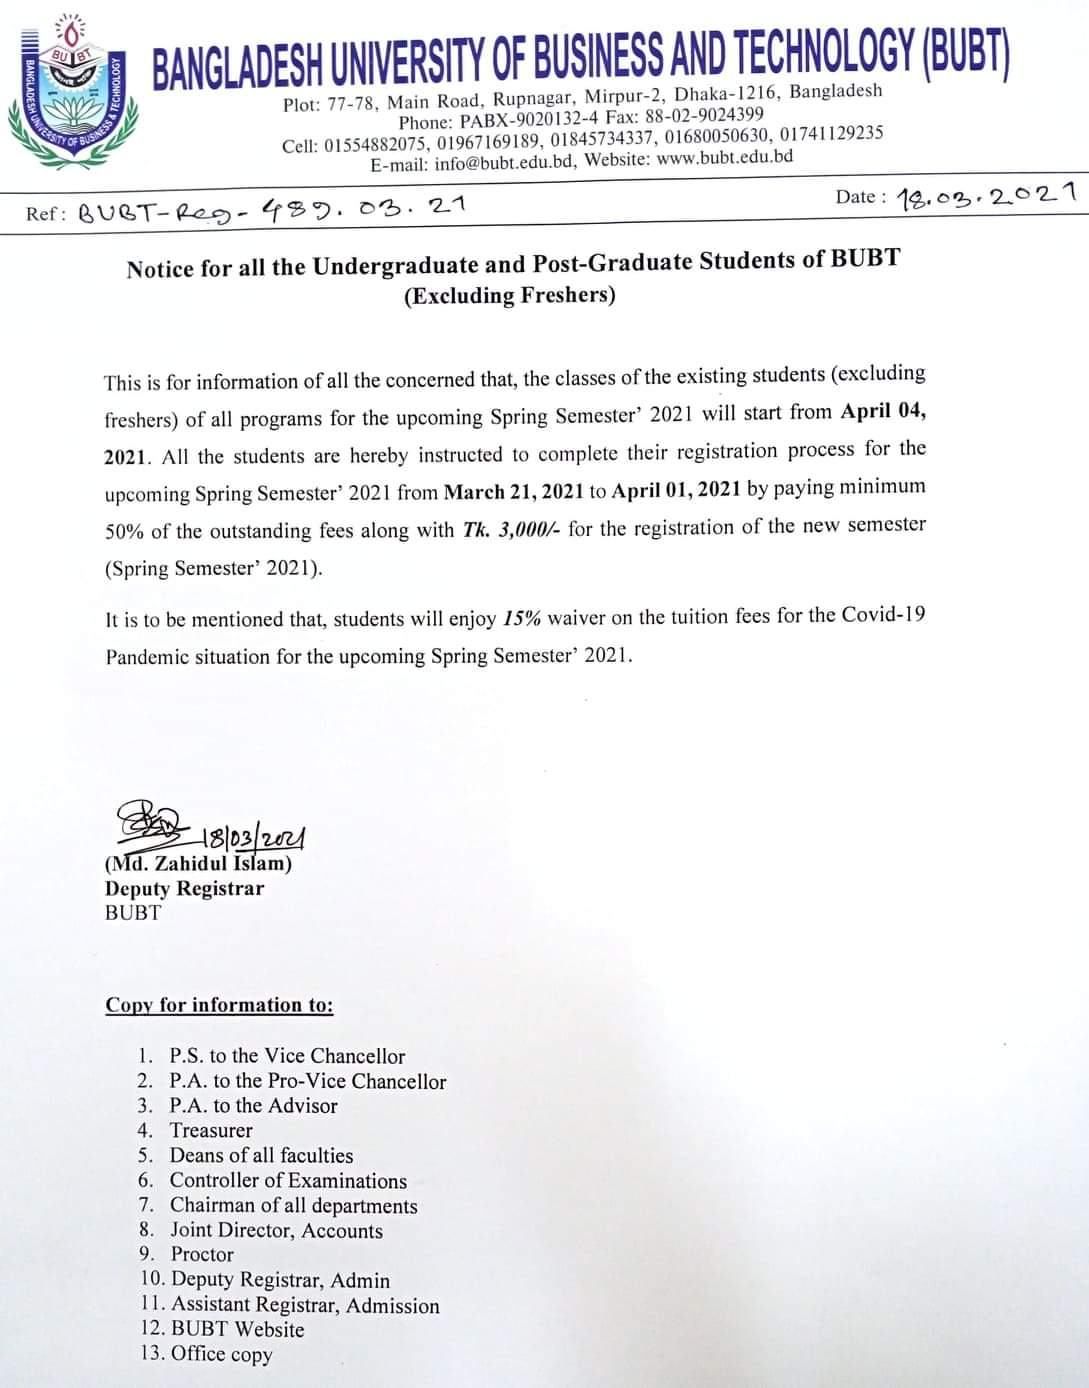 BUBT
BANGLADESH UNIVERSITY OF BUSINESS & TECHNOLOGY
BANGLADESH UNIVERSITY OF BUSINESS AND TECHNOLOGY (BUBT)
Plot: 77-78, Main Road, Rupnagar, Mirpur-2, Dhaka-1216, Bangladesh
Phone: PABX-9020132-4 Fax: 88-02-9024399
Cell: 01554882075, 01967169189, 01845734337, 01680050630, 01741129235
E-mail: info@bubt.edu.bd, Website: www.bubt.edu.bd
Ref : BUBT-Reg-489.03.21
Date : 18.03.2021
Notice for all the Undergraduate and Post-Graduate Students of BUBT
(Excluding Freshers)
This is for information of all the concerned that, the classes of the existing students (excluding
freshers) of all programs for the upcoming Spring Semester’ 2021 will start from April 04,
2021. All the students are hereby instructed to complete their registration process for the
upcoming Spring Semester’ 2021 from March 21, 2021 to April 01, 2021 by paying minimum
50% of the outstanding fees along with Tk. 3,000/- for the registration of the new semester
(Spring Semester’ 2021).
It is to be mentioned that, students will enjoy 15% waiver on the tuition fees for the Covid-19
Pandemic situation for the upcoming Spring Semester’ 2021.
18/03/2021
(Md. Zahidul Islam)
Deputy Registrar
BUBT
Copy for information to:
1. P.S. to the Vice Chancellor
2. P.A. to the Pro-Vice Chancellor
3. P.A. to the Advisor
4. Treasurer
5. Deans of all faculties
6. Controller of Examinations
7. Chairman of all departments
8. Joint Director, Accounts
9. Proctor
10. Deputy Registrar, Admin
11. Assistant Registrar, Admission
12. BUBT Website
13. Office copy